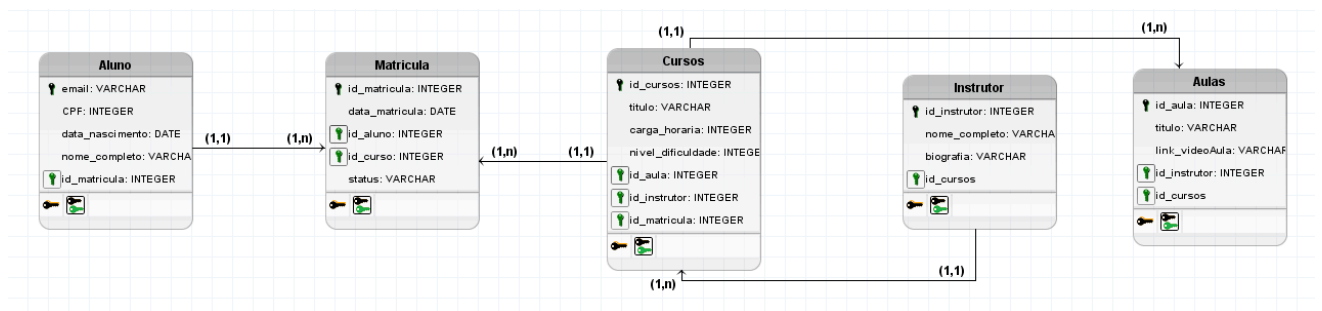 Aluno
email: VARCHAR
CPF: INTEGER
data_nascimento: DATE
nome_completo: VARCHA
id_matricula: INTEGER
(1,1)
(1,n)
Matricula
id_matricula: INTEGER
data_matricula: DATE
id_aluno: INTEGER
id_curso: INTEGER
status: VARCHAR
(1,n)
(1,1)
Cursos
id_cursos: INTEGER
titulo: VARCHAR
carga_horaria: INTEGER
nivel_dificuldade: INTEGE
id_aula: INTEGER
id_instrutor: INTEGER
id_matricula: INTEGER
(1,1)
(1,n)
(1,n)
(1,1)
Instrutor
id_instrutor: INTEGER
nome_completo: VARCHA
biografia: VARCHAR
id_cursos
Aulas
id_aula: INTEGER
titulo: VARCHAR
link_videoAula: VARCHAR
id_instrutor: INTEGER
id_cursos